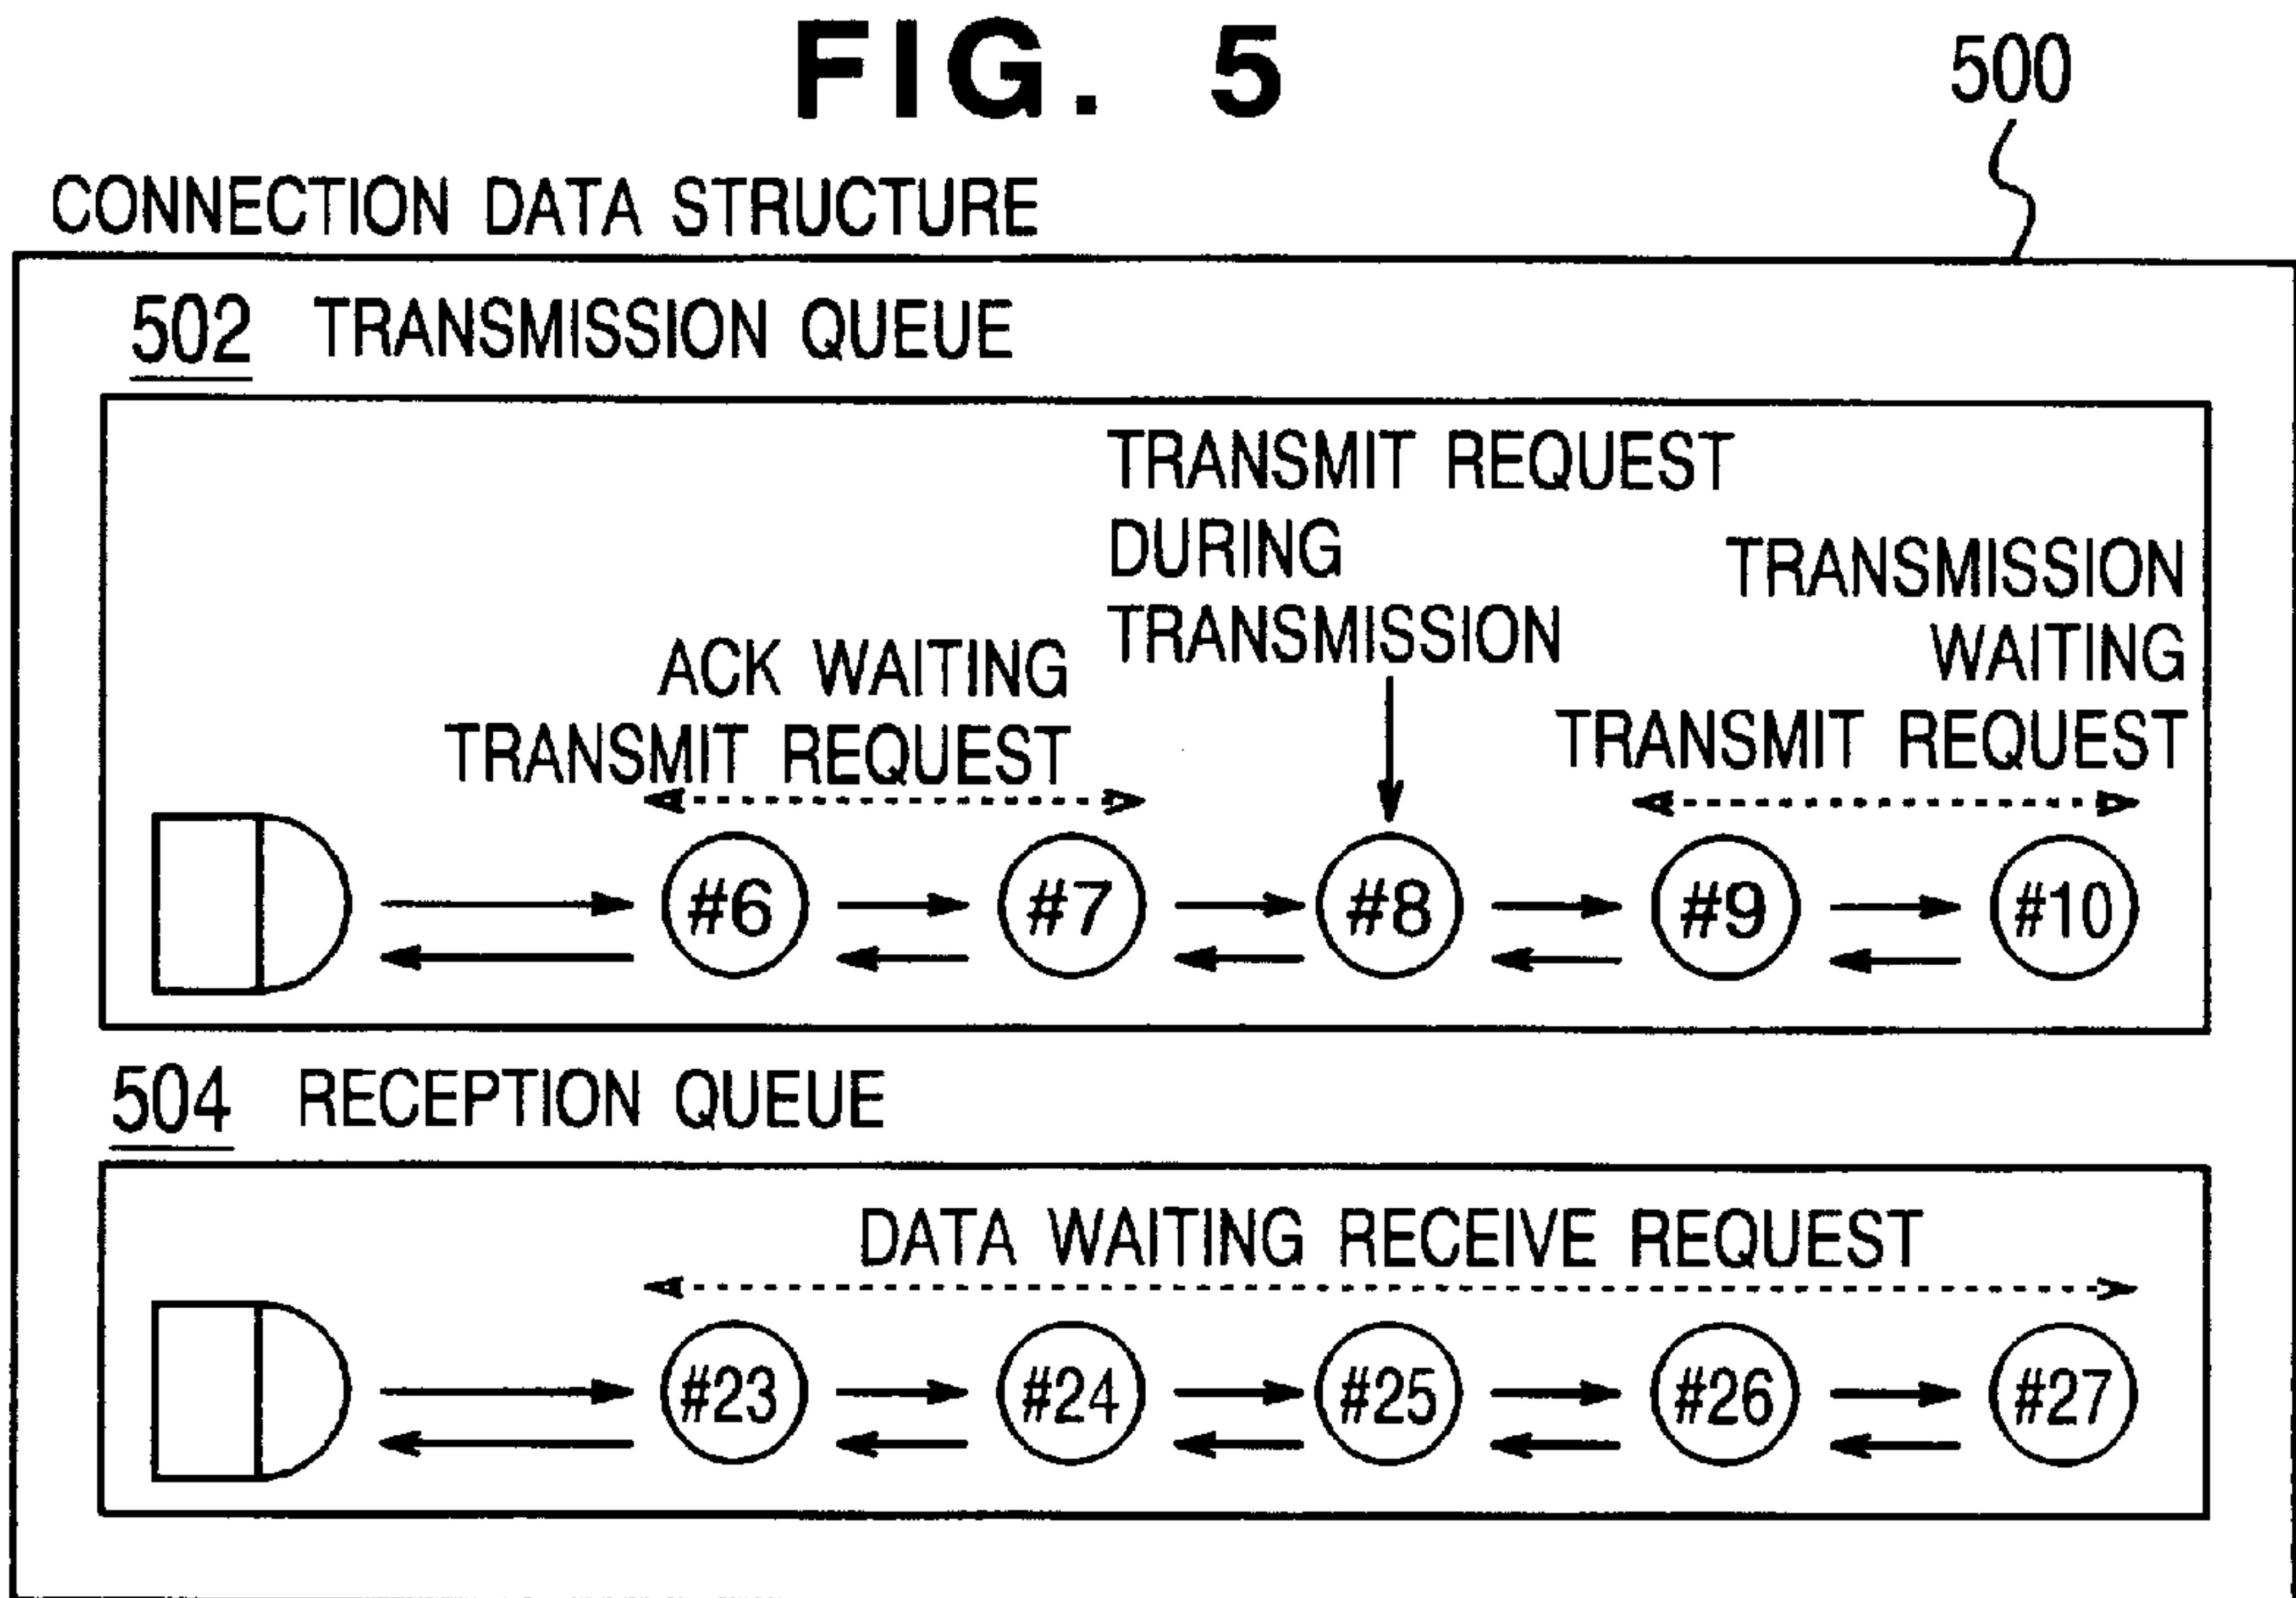 FIG. 5
500
CONNECTION DATA STRUCTURE
502 TRANSMISSION QUEUE
TRANSMIT REQUEST
DURING
TRANSMISSION
TRANSMISSION
WAITING
TRANSMIT REQUEST
ACK WAITING
TRANSMIT REQUEST
#6 #7 #8 #9 #10
504 RECEPTION QUEUE
DATA WAITING RECEIVE REQUEST
#23 #24 #25 #26 #27